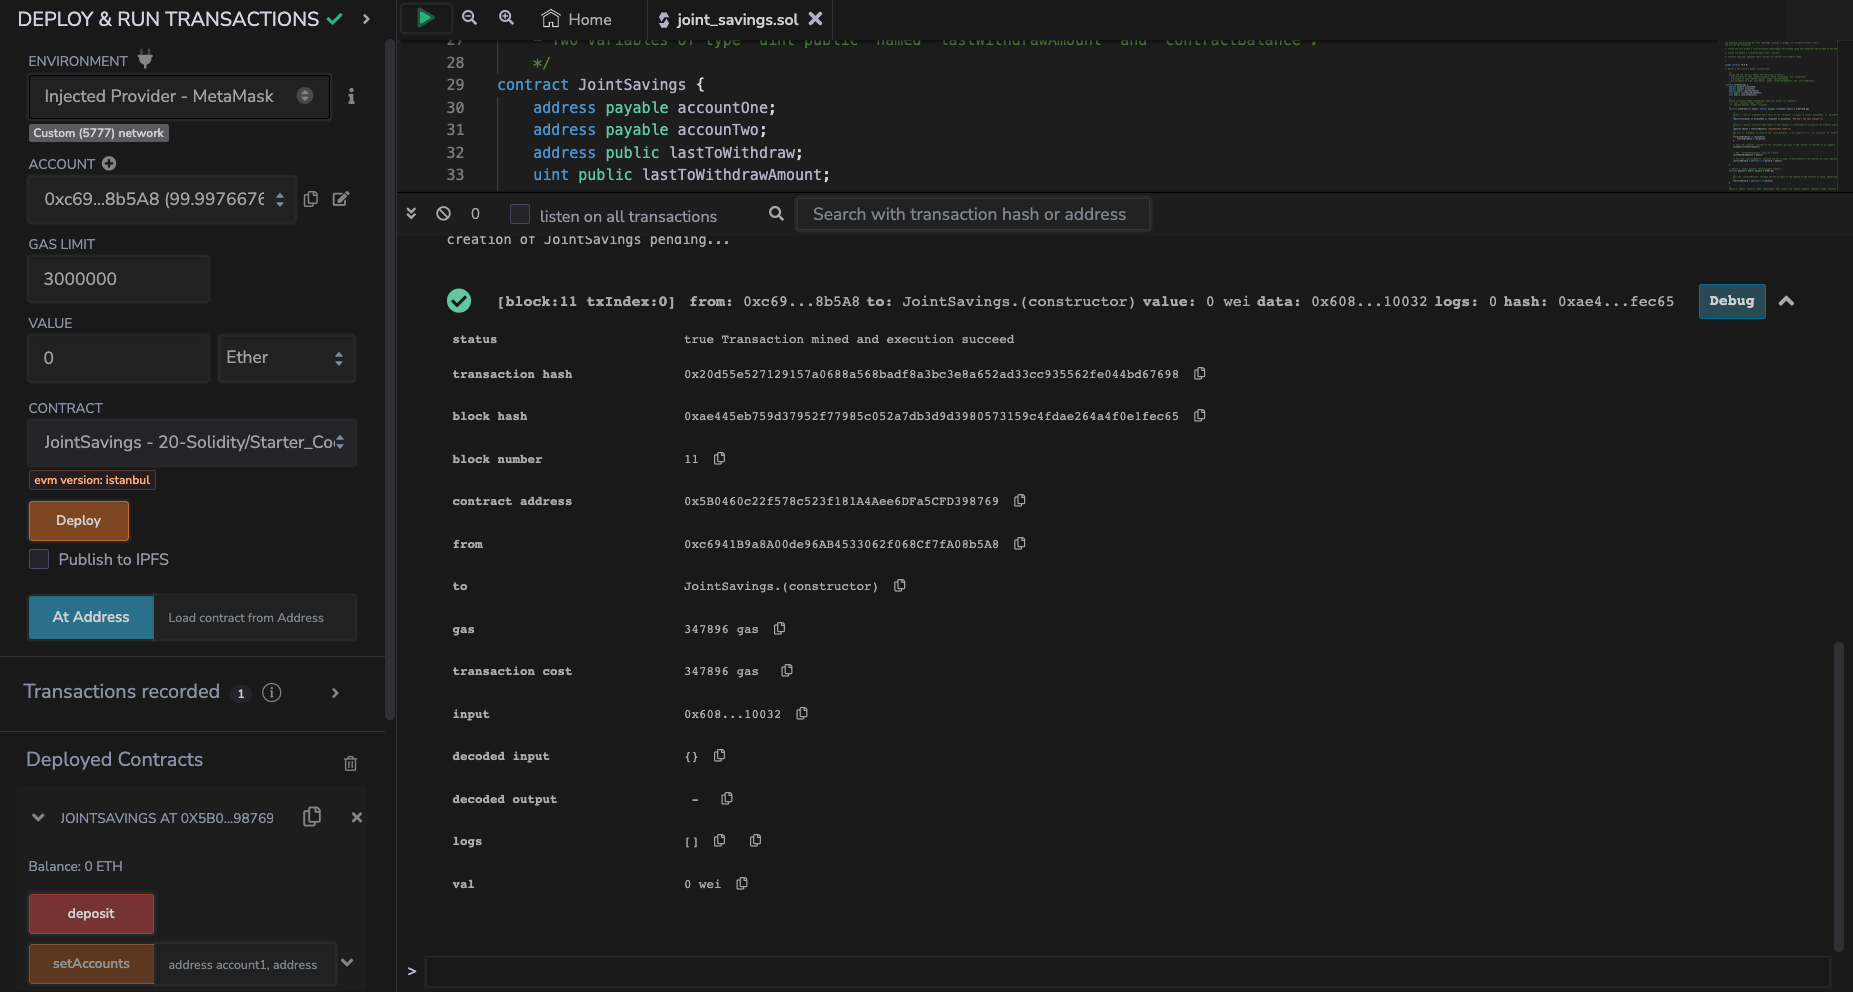 DEPLOY & RUN TRANSACTIONS
ENVIRONMENT
Injected Provider - MetaMask
Custom (5777) network
ACCOUNT
0xc69...8b5A8 (99.9976676
GAS LIMIT
3000000
VALUE
0
Ether
CONTRACT
JointSavings - 20-Solidity/Starter_Co
evm version: istanbul
Deploy
Publish to IPFS
At Address
Load contract from Address
Transactions recorded 1
Deployed Contracts
JOINTSAVINGS AT 0X5B0...98769
Balance: 0 ETH
deposit
setAccounts
address account1, address
Home
joint_savings.sol
27 - Two variables of type `uint public` named `lastWithdrawAmount` and `contractBalance`.
28 */
29 contract JointSavings {
30 address payable accountOne;
31 address payable accounTwo;
32 address public lastToWithdraw;
33 uint public lastToWithdrawAmount;
0
listen on all transactions
Search with transaction hash or address
creation of JointSavings pending...
[block:11 txIndex:0] from: 0xc69...8b5A8 to: JointSavings.(constructor) value: 0 wei data: 0x608...10032 logs: 0 hash: 0xae4...fec65
Debug
status true Transaction mined and execution succeed
transaction hash 0x20d55e527129157a0688a568badf8a3bc3e8a652ad33cc935562fe044bd67698
block hash 0xae445eb759d37952f77985c052a7db3d9d3980573159c4fdae264a4f0e1fec65
block number 11
contract address 0x5B0460c22f578c523f181A4Aee6DFa5CFD398769
from 0xc6941B9a8A00de96AB4533062f068Cf7fA08b5A8
to JointSavings.(constructor)
gas 347896 gas
transaction cost 347896 gas
input 0x608...10032
decoded input {}
decoded output -
logs []
val 0 wei
>